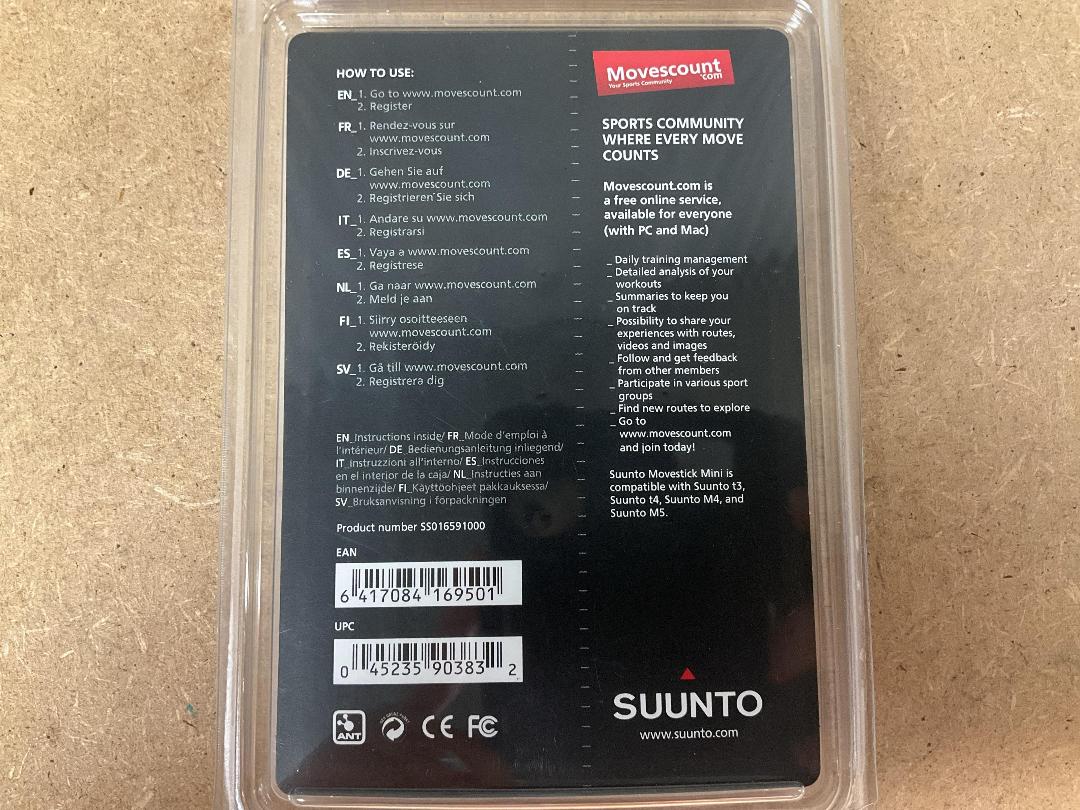 HOW TO USE:
EN_1. Go to www.movescount.com
2. Register
FR_1. Rendez-vous sur
www.movescount.com
2. Inscrivez-vous
DE_1. Gehen Sie auf
www.movescount.com
2. Registrieren Sie sich
IT_1. Andare su www.movescount.com
2. Registrarsi
ES_1. Vaya a www.movescount.com
2. Regístrese
NL_1. Ga naar www.movescount.com
2. Meld je aan
FI_1. Siirry osoitteeseen
www.movescount.com
2. Rekisteröidy
SV_1. Gå till www.movescount.com
2. Registrera dig
EN_Instructions inside/ FR_Mode d'emploi à
l'intérieur/ DE_Bedienungsanleitung inliegend/
IT_Instruzzioni all'interno/ ES_Instrucciones
en el interior de la caja/ NL_Instructies aan
binnenzijde/ FI_Käyttöohjeet pakkauksessa/
SV_Bruksanvisning i förpackningen
Product number SS016591000
EAN
6 417084 169501
UPC
0 45235 90383 2
ANT
CE FC
Movescount
.com
Your Sports Community
SPORTS COMMUNITY
WHERE EVERY MOVE
COUNTS
Movescount.com is
a free online service,
available for everyone
(with PC and Mac)
_ Daily training management
_ Detailed analysis of your
workouts
_ Summaries to keep you
on track
_ Possibility to share your
experiences with routes,
videos and images
_ Follow and get feedback
from other members
_ Participate in various sport
groups
_ Find new routes to explore
_ Go to
www.movescount.com
and join today!
Suunto Movestick Mini is
compatible with Suunto t3,
Suunto t4, Suunto M4, and
Suunto M5.
SUUNTO
www.suunto.com